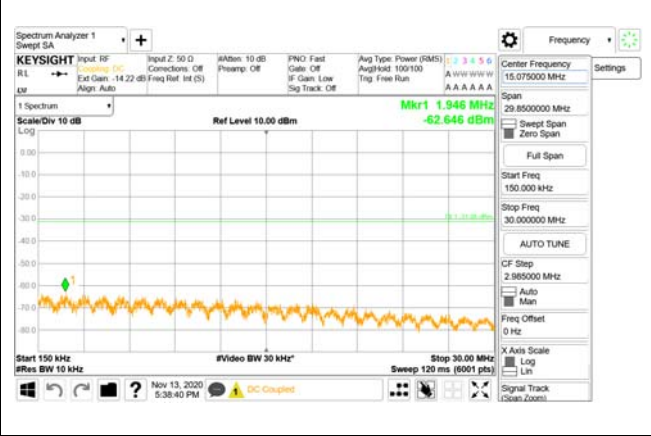 Spectrum Analyzer 1
Swept SA
Frequency
KEYSIGHT
RL
Input: RF
Coupling: DC
Ext Gain: -14.22 dB
Align: Auto
Input Z: 50 Ω
Corrections: Off
Freq Ref: Int (S)
#Atten: 10 dB
Preamp: Off
PNO: Fast
Gate: Off
IF Gain: Low
Sig Track: Off
Avg Type: Power (RMS)
Avg|Hold: 100/100
Trig: Free Run
1 2 3 4 5 6
A W W W W W
A A A A A A
1 Spectrum
Scale/Div 10 dB
Log
Ref Level 10.00 dBm
Mkr1 1.946 MHz
-62.646 dBm
0.00
-10.0
-20.0
-30.0
-40.0
-50.0
-60.0
-70.0
-80.0
1
Start 150 kHz
#Res BW 10 kHz
#Video BW 30 kHz*
Stop 30.00 MHz
Sweep 120 ms (6001 pts)
Center Frequency
15.075000 MHz
Settings
Span
29.8500000 MHz
Swept Span
Zero Span
Full Span
Start Freq
150.000 kHz
Stop Freq
30.000000 MHz
AUTO TUNE
CF Step
2.985000 MHz
Auto
Man
Freq Offset
0 Hz
X Axis Scale
Log
Lin
Signal Track
(Span Zoom)
?
Nov 13, 2020
5:38:40 PM
DC Coupled